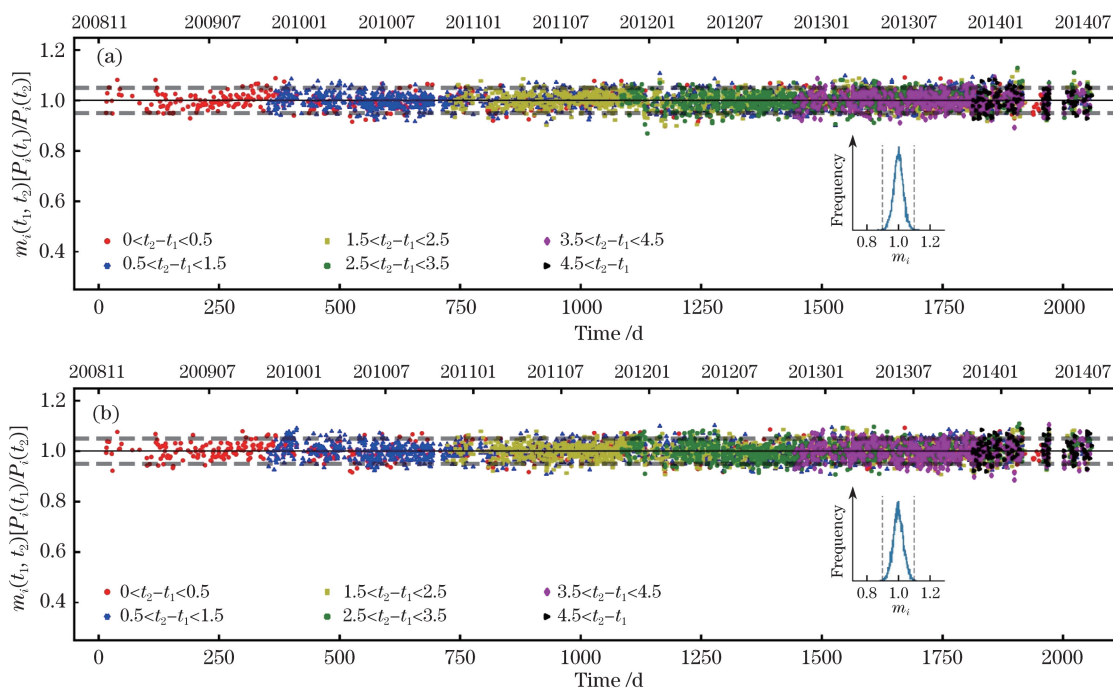 200811 200907 201001 201007 201101 201107 201201 201207 201301 201307 201401 201407
(a)
1.2
1.0
0.8
0.6
0.4
m_i(t_1, t_2)[P_i(t_1)/P_i(t_2)]
Frequency
0.8 1.0 1.2
m_i
0<t_2−t_1<0.5 1.5<t_2−t_1<2.5 3.5<t_2−t_1<4.5
0.5<t_2−t_1<1.5 2.5<t_2−t_1<3.5 4.5<t_2−t_1
0 250 500 750 1000 1250 1500 1750 2000
Time /d
200811 200907 201001 201007 201101 201107 201201 201207 201301 201307 201401 201407
(b)
1.2
1.0
0.8
0.6
0.4
m_i(t_1, t_2)[P_i(t_1)/P_i(t_2)]
Frequency
0.8 1.0 1.2
m_i
0<t_2−t_1<0.5 1.5<t_2−t_1<2.5 3.5<t_2−t_1<4.5
0.5<t_2−t_1<1.5 2.5<t_2−t_1<3.5 4.5<t_2−t_1
0 250 500 750 1000 1250 1500 1750 2000
Time /d